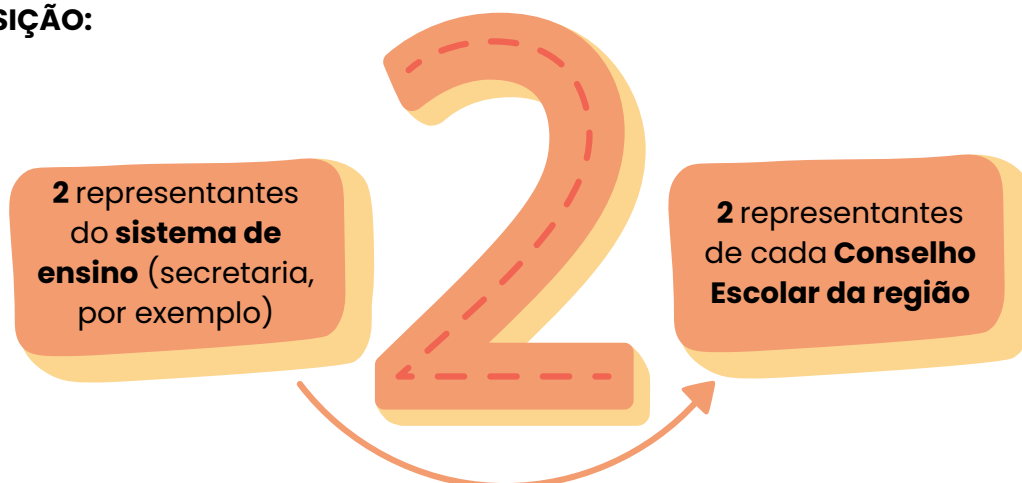 SIÇÃO:
2
2 representantes
do sistema de
ensino (secretaria,
por exemplo)
2 representantes
de cada Conselho
Escolar da região